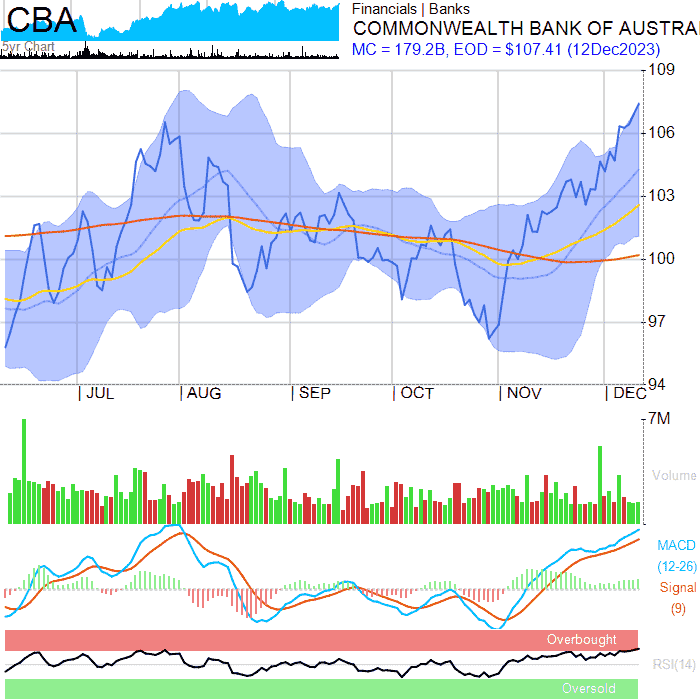 CBA
5yr Chart
Financials | Banks
COMMONWEALTH BANK OF AUSTRA
MC = 179.2B, EOD = $107.41 (12Dec2023)
109
106
103
100
97
94
JUL AUG SEP OCT NOV DEC
7M
Volume
MACD
(12-26)
Signal
(9)
Overbought
RSI(14)
Oversold